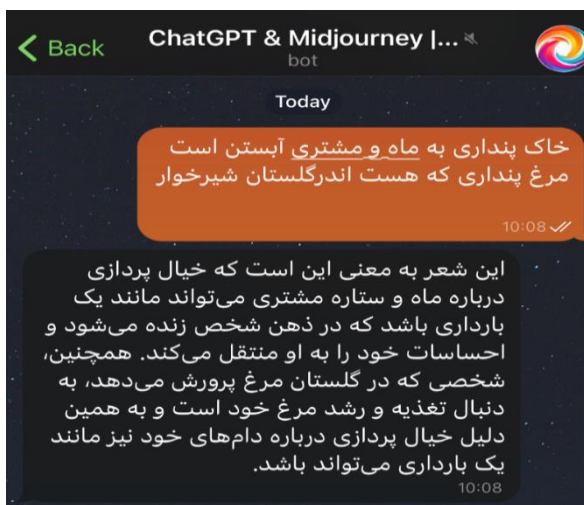 Back
ChatGPT & Midjourney |...
bot
Today
خاک پنداری به ماه و مشتری آبستن است
مرغ پنداری که هست اندرگلستان شیرخوار
10:08
این شعر به معنی این است که خیال پردازی
درباره ماه و ستاره مشتری می‌تواند مانند یک
بارداری باشد که در ذهن شخص زنده می‌شود و
احساسات خود را به او منتقل می‌کند. همچنین،
شخصی که در گلستان مرغ پرورش می‌دهد، به
دنبال تغذیه و رشد مرغ خود است و به همین
دلیل خیال پردازی درباره دام‌های خود نیز مانند
یک بارداری می‌تواند باشد.
10:08